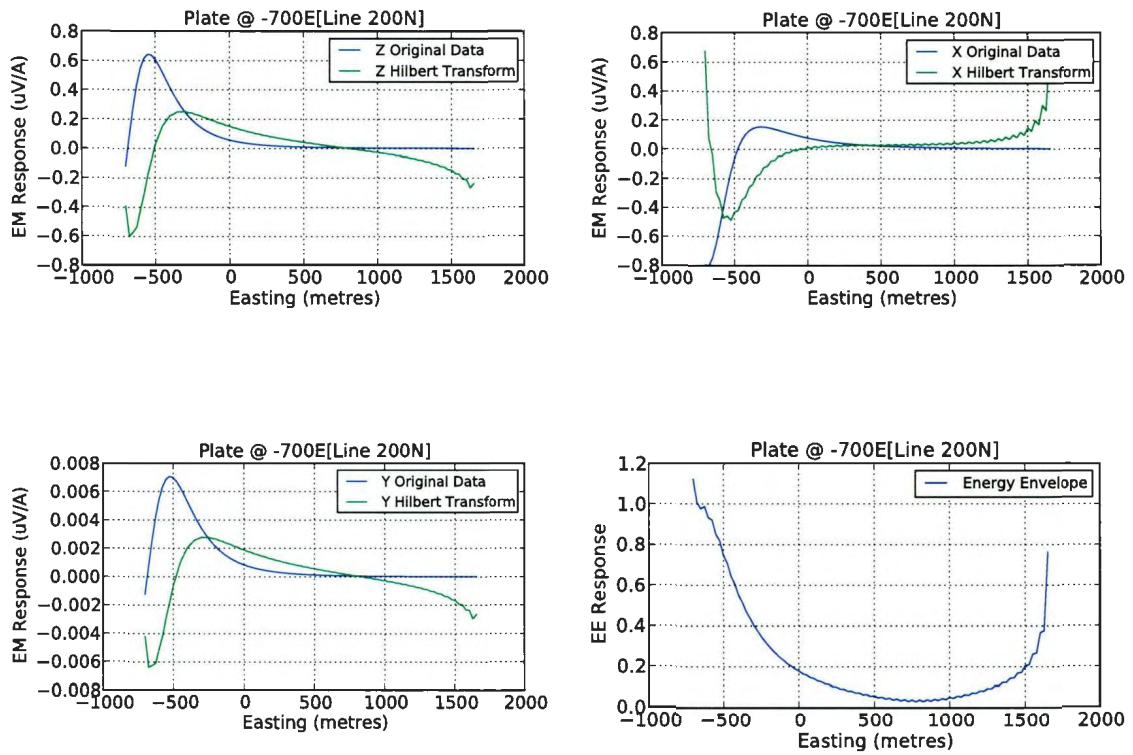 Plate @ -700E[Line 200N]
EM Response (uV/A)
0.8
0.6
0.4
0.2
0.0
−0.2
−0.4
−0.6
−0.8
Z Original Data
Z Hilbert Transform
−1000 −500 0 500 1000 1500 2000
Easting (metres)
Plate @ -700E[Line 200N]
EM Response (uV/A)
0.8
0.6
0.4
0.2
0.0
−0.2
−0.4
−0.6
−0.8
X Original Data
X Hilbert Transform
−1000 −500 0 500 1000 1500 2000
Easting (metres)
Plate @ -700E[Line 200N]
EM Response (uV/A)
0.008
0.006
0.004
0.002
0.000
−0.002
−0.004
−0.006
−0.008
Y Original Data
Y Hilbert Transform
−1000 −500 0 500 1000 1500 2000
Easting (metres)
Plate @ -700E[Line 200N]
EE Response
1.2
1.0
0.8
0.6
0.4
0.2
0.0
Energy Envelope
−1000 −500 0 500 1000 1500 2000
Easting (metres)